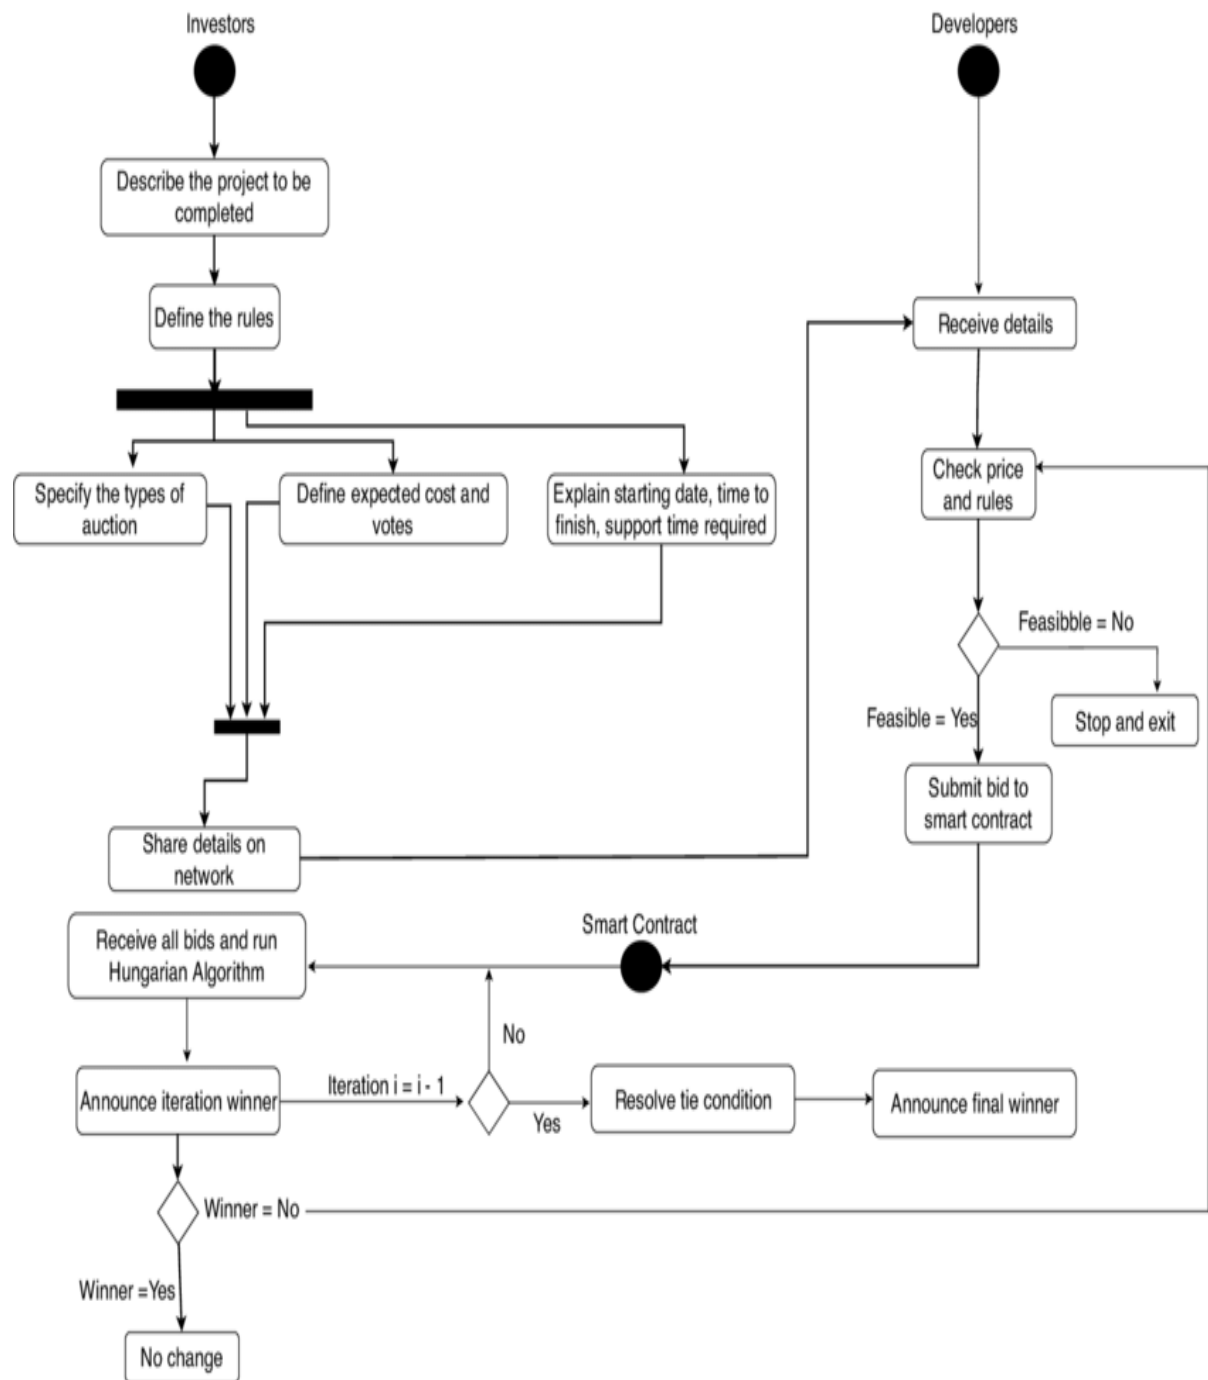 Investors
Developers
Describe the project to be
completed
Define the rules
Receive details
Specify the types of
auction
Define expected cost and
votes
Explain starting date, time to
finish, support time required
Check price
and rules
Feasibble = No
Feasible = Yes
Stop and exit
Submit bid to
smart contract
Share details on
network
Receive all bids and run
Hungarian Algorithm
Smart Contract
No
Announce iteration winner
Iteration i = i - 1
Yes
Resolve tie condition
Announce final winner
Winner = No
Winner =Yes
No change